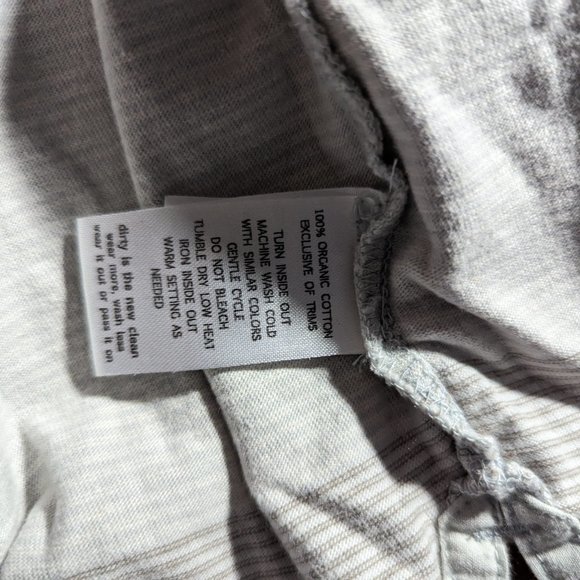 100% ORGANIC COTTON
EXCLUSIVE OF TRIMS
TURN INSIDE OUT
MACHINE WASH COLD
WITH SIMILAR COLORS
GENTLE CYCLE
DO NOT BLEACH
TUMBLE DRY LOW HEAT
IRON INSIDE OUT
WARM SETTING AS
NEEDED
dirty is the new clean
wear more, wash less
wear it out or pass it on